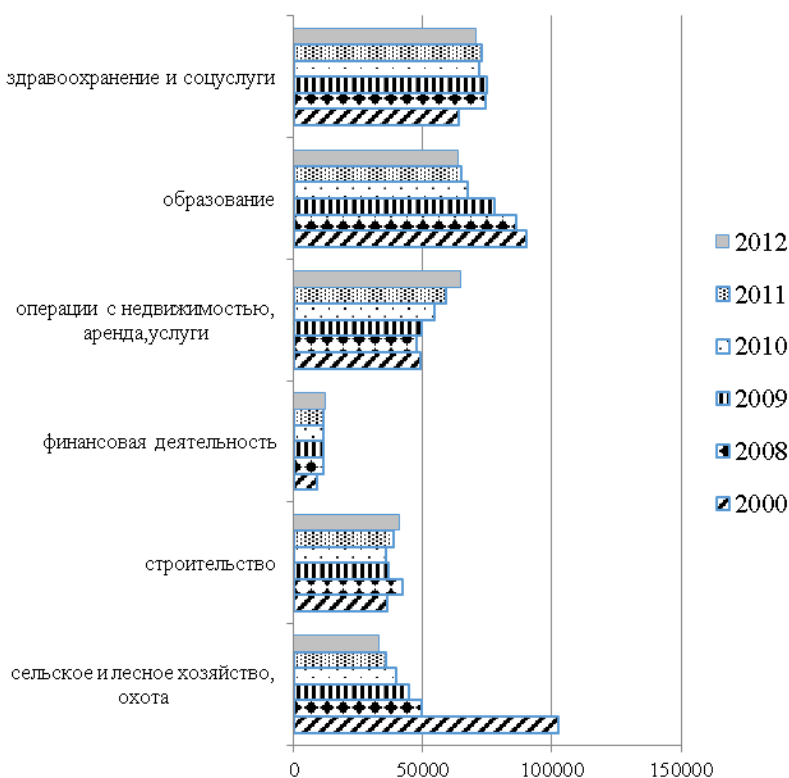 здравоохранение и соцуслуги
образование
операции с недвижимостью,
аренда,услуги
финансовая деятельность
строительство
сельское и лесное хозяйство,
охота
0 50000 100000 150000
2012
2011
2010
2009
2008
2000